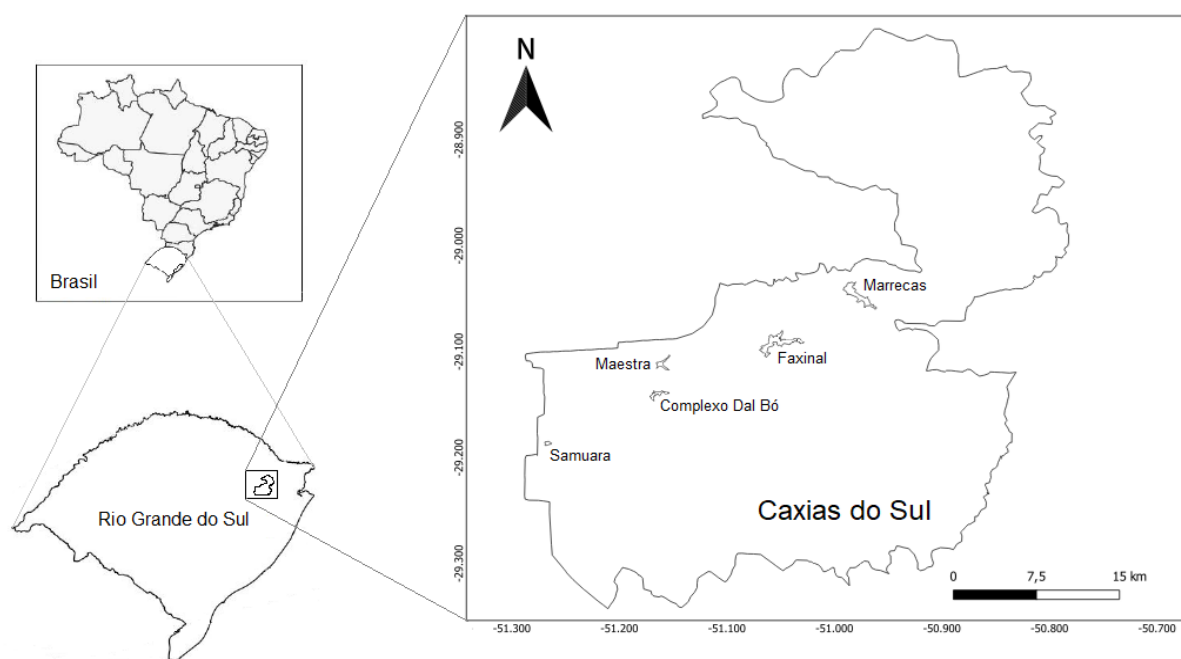 Brasil
Rio Grande do Sul
N
Marrecas
Faxinal
Maestra
Complexo Dal Bó
Samuara
Caxias do Sul
0 7,5 15 km
-28.900
-29.000
-29.100
-29.200
-29.300
-51.300 -51.200 -51.100 -51.000 -50.900 -50.800 -50.700